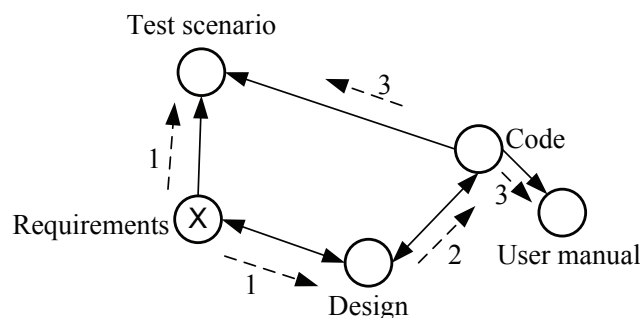 Test scenario
3
Code
1
3
X
Requirements
2
User manual
1
Design